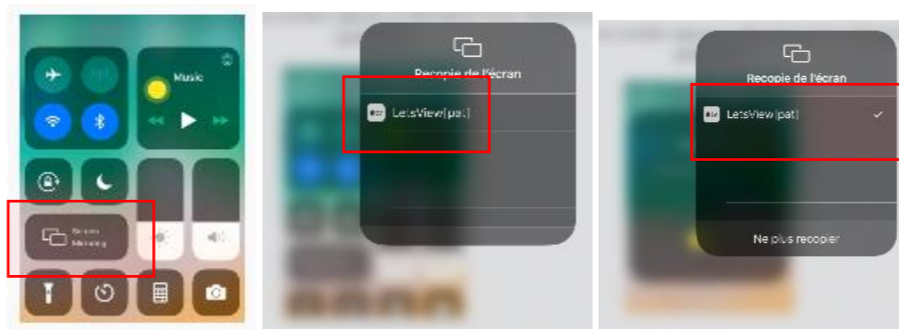 Music
Screen
Mirroring
Recopie de l'écran
LetsView[pat]
Recopie de l'écran
LetsView[pat]
Ne plus recopier